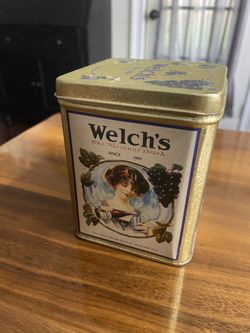 Welch's
The National Drink
SINCE 1869